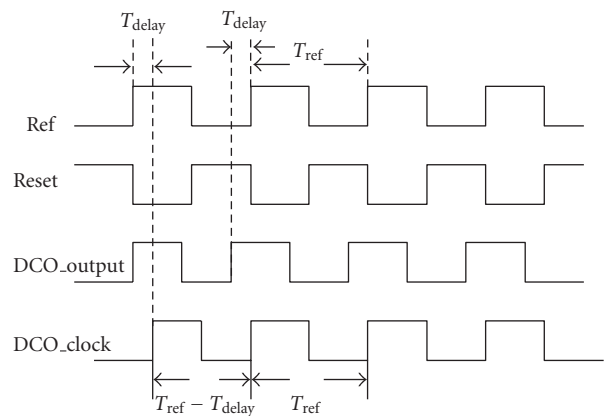 T_delay T_delay
T_ref
Ref
Reset
DCO_output
DCO_clock
T_ref − T_delay T_ref